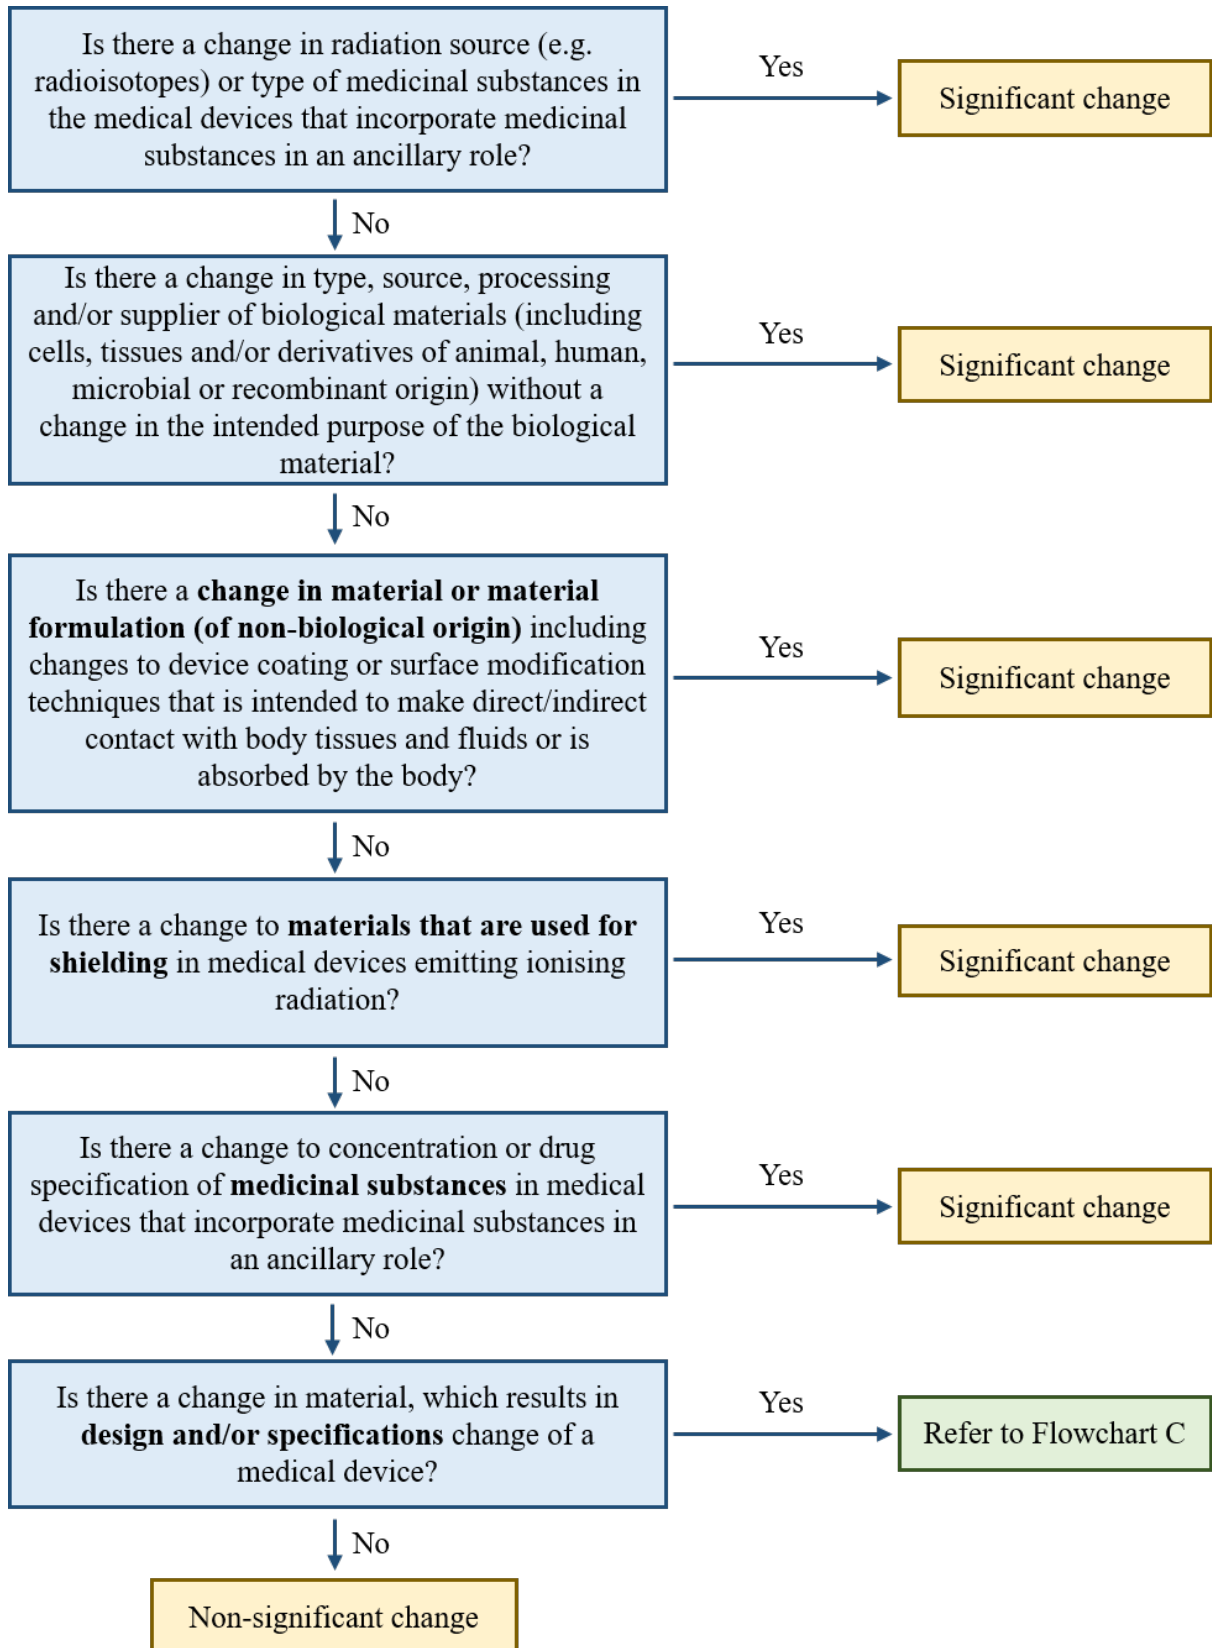 Is there a change in radiation source (e.g.
radioisotopes) or type of medicinal substances in
the medical devices that incorporate medicinal
substances in an ancillary role?
Yes
Significant change
No
Is there a change in type, source, processing
and/or supplier of biological materials (including
cells, tissues and/or derivatives of animal, human,
microbial or recombinant origin) without a
change in the intended purpose of the biological
material?
Yes
Significant change
No
Is there a change in material or material
formulation (of non-biological origin) including
changes to device coating or surface modification
techniques that is intended to make direct/indirect
contact with body tissues and fluids or is
absorbed by the body?
Yes
Significant change
No
Is there a change to materials that are used for
shielding in medical devices emitting ionising
radiation?
Yes
Significant change
No
Is there a change to concentration or drug
specification of medicinal substances in medical
devices that incorporate medicinal substances in
an ancillary role?
Yes
Significant change
No
Is there a change in material, which results in
design and/or specifications change of a
medical device?
Yes
Refer to Flowchart C
No
Non-significant change